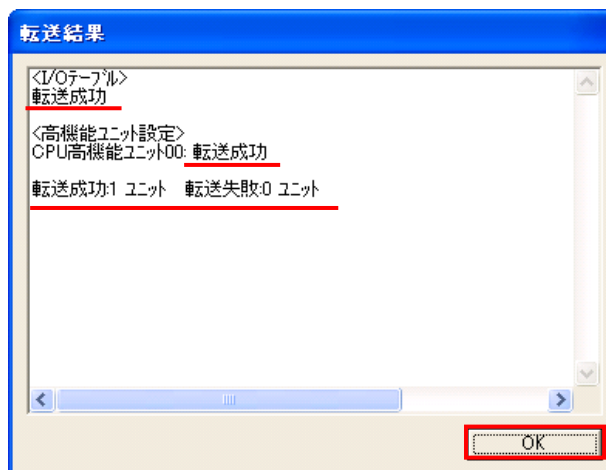 転送結果
<I/Oテーブル>
転送成功
<高機能ユニット設定>
CPU高機能ユニット00: 転送成功
転送成功:1 ユニット 転送失敗:0 ユニット
OK